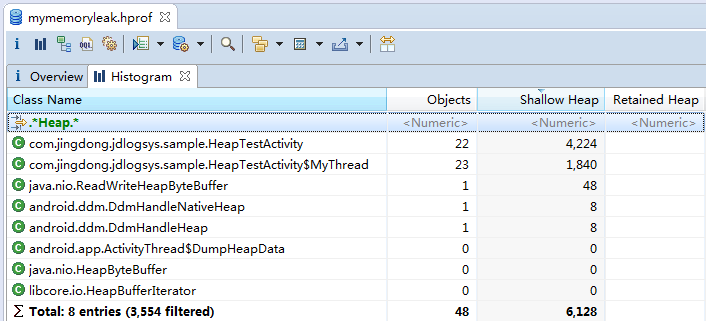 mymemoryleak.hprof
i OQL
i Overview Histogram
Class Name Objects Shallow Heap Retained Heap
.*Heap.* <Numeric> <Numeric> <Numeric>
com.jingdong.jdlogsys.sample.HeapTestActivity 22 4,224
com.jingdong.jdlogsys.sample.HeapTestActivity$MyThread 23 1,840
java.nio.ReadWriteHeapByteBuffer 1 48
android.ddm.DdmHandleNativeHeap 1 8
android.ddm.DdmHandleHeap 1 8
android.app.ActivityThread$DumpHeapData 0 0
java.nio.HeapByteBuffer 0 0
libcore.io.HeapBufferIterator 0 0
Σ Total: 8 entries (3,554 filtered) 48 6,128